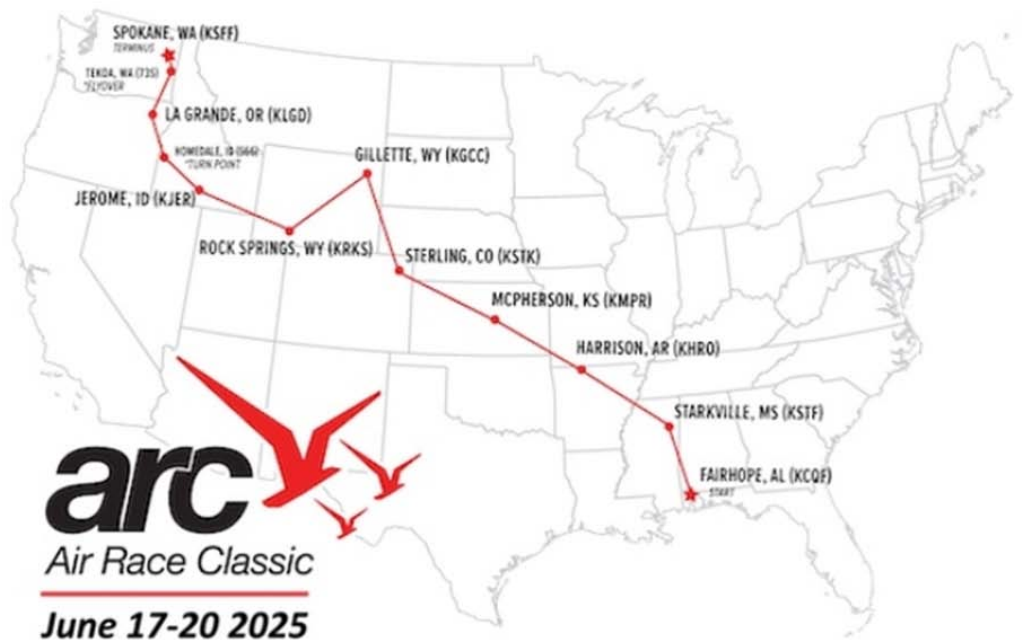 SPOKANE, WA (KSFF)
TERMINUS
TEKOA, WA (73S)
*FLYOVER
LA GRANDE, OR (KLGD)
HOMEDALE, ID (S66)
*TURN POINT
GILLETTE, WY (KGCC)
JEROME, ID (KJER)
ROCK SPRINGS, WY (KRKS)
STERLING, CO (KSTK)
MCPHERSON, KS (KMPR)
HARRISON, AR (KHRO)
STARKVILLE, MS (KSTF)
FAIRHOPE, AL (KCQF)
START
arc
Air Race Classic
June 17-20 2025